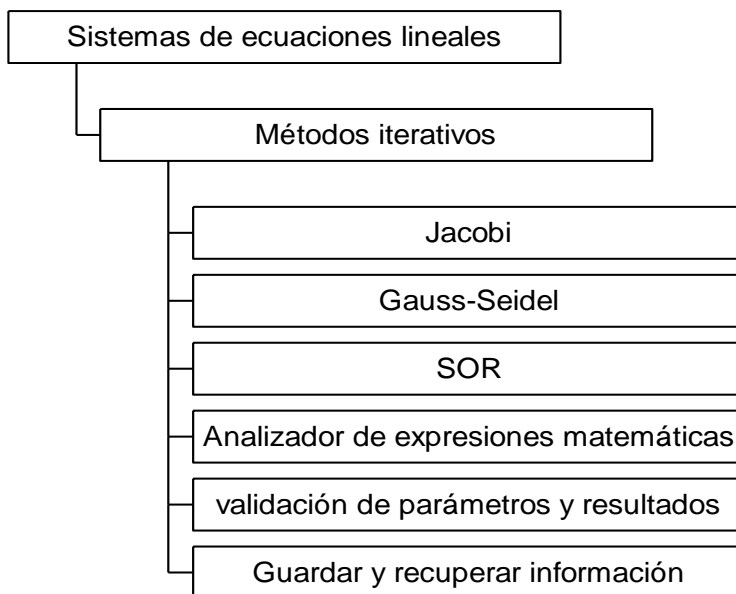 Sistemas de ecuaciones lineales
Métodos iterativos
Jacobi
Gauss-Seidel
SOR
Analizador de expresiones matemáticas
validación de parámetros y resultados
Guardar y recuperar información